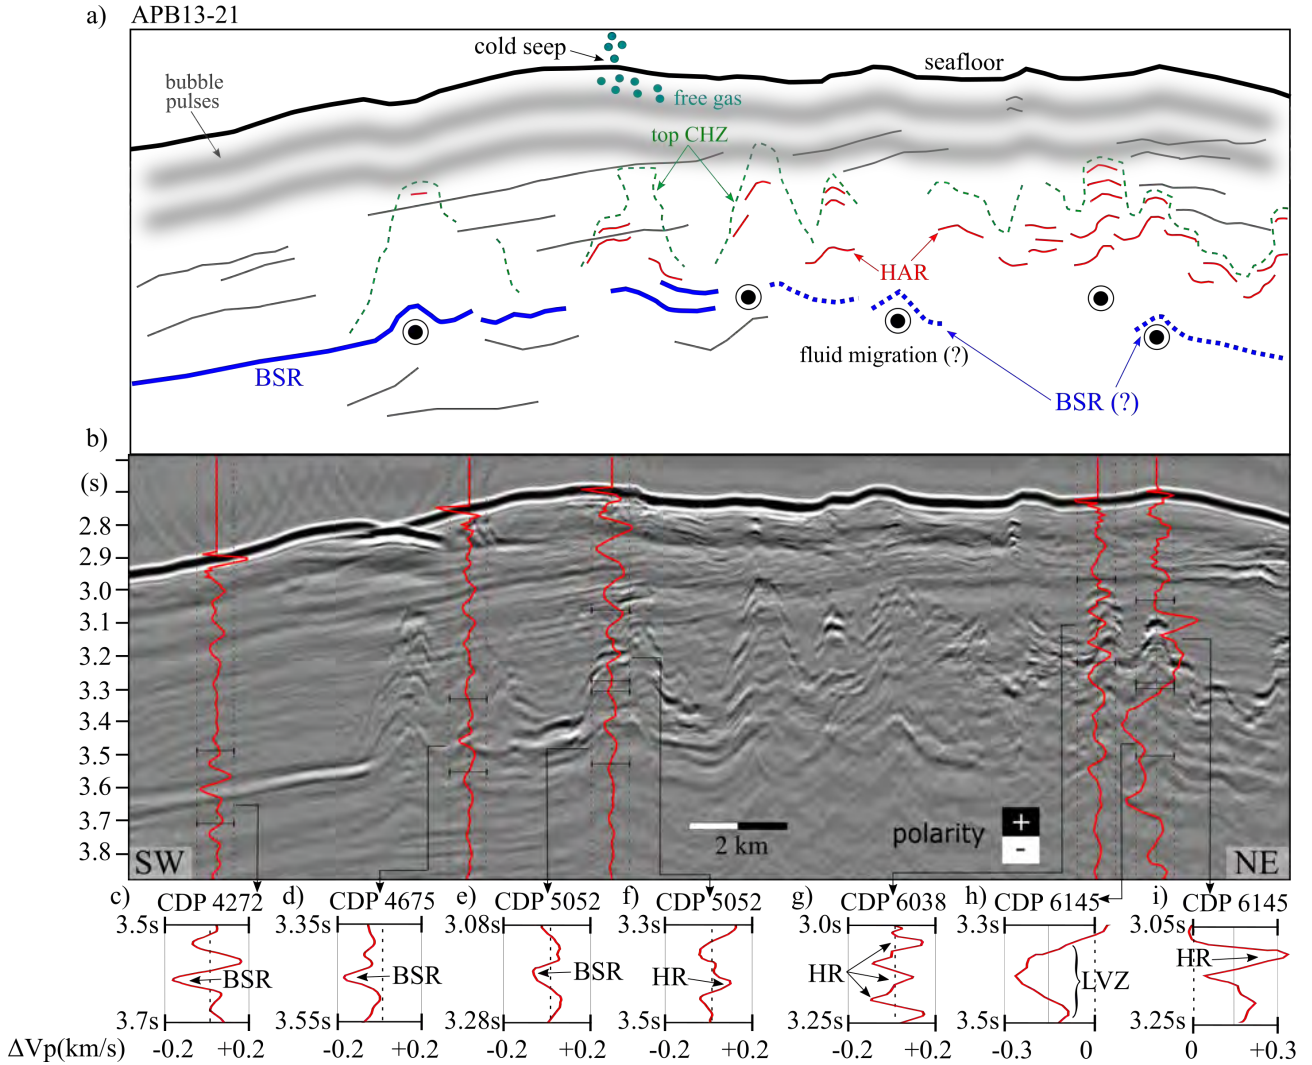 a) APB13-21
cold seep
seafloor
bubble
pulses
free gas
top CHZ
HAR
fluid migration (?)
BSR
BSR (?)
b)
(s)
2.8
2.9
3.0
3.1
3.2
3.3
3.4
3.5
3.6
3.7
3.8
polarity
+
-
2 km
SW
NE
c) CDP 4272
3.5s
BSR
3.7s
d) CDP 4675
3.35s
BSR
3.55s
e) CDP 5052
3.08s
BSR
3.28s
f) CDP 5052
3.3s
HR
3.5s
g) CDP 6038
3.0s
HR
3.25s
h) CDP 6145
3.3s
LVZ
3.5s
i) CDP 6145
3.05s
HR
3.25s
ΔVp(km/s) -0.2 +0.2 -0.2 +0.2 -0.2 +0.2 -0.2 +0.2 -0.2 +0.2 -0.3 0 0 +0.3